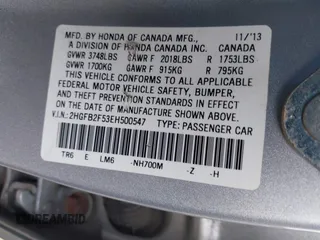 MFD. BY HONDA OF CANADA MFG., 11/'13
A DIVISION OF HONDA CANADA INC. CANADA
GVWR 3748LBS GAWR F 2018LBS R 1753LBS
GVWR 1700KG GAWR F 915KG R 795KG
THIS VEHICLE CONFORMS TO ALL APPLICABLE
FEDERAL MOTOR VEHICLE SAFETY, BUMPER,
AND THEFT PREVENTION STANDARDS IN EFFECT
ON THE DATE OF MANUFACTURE SHOWN ABOVE.
V.I.N.: 2HGFB2F53EH500547 TYPE: PASSENGER CAR
TR6 E LM6 -NH700M -Z -H